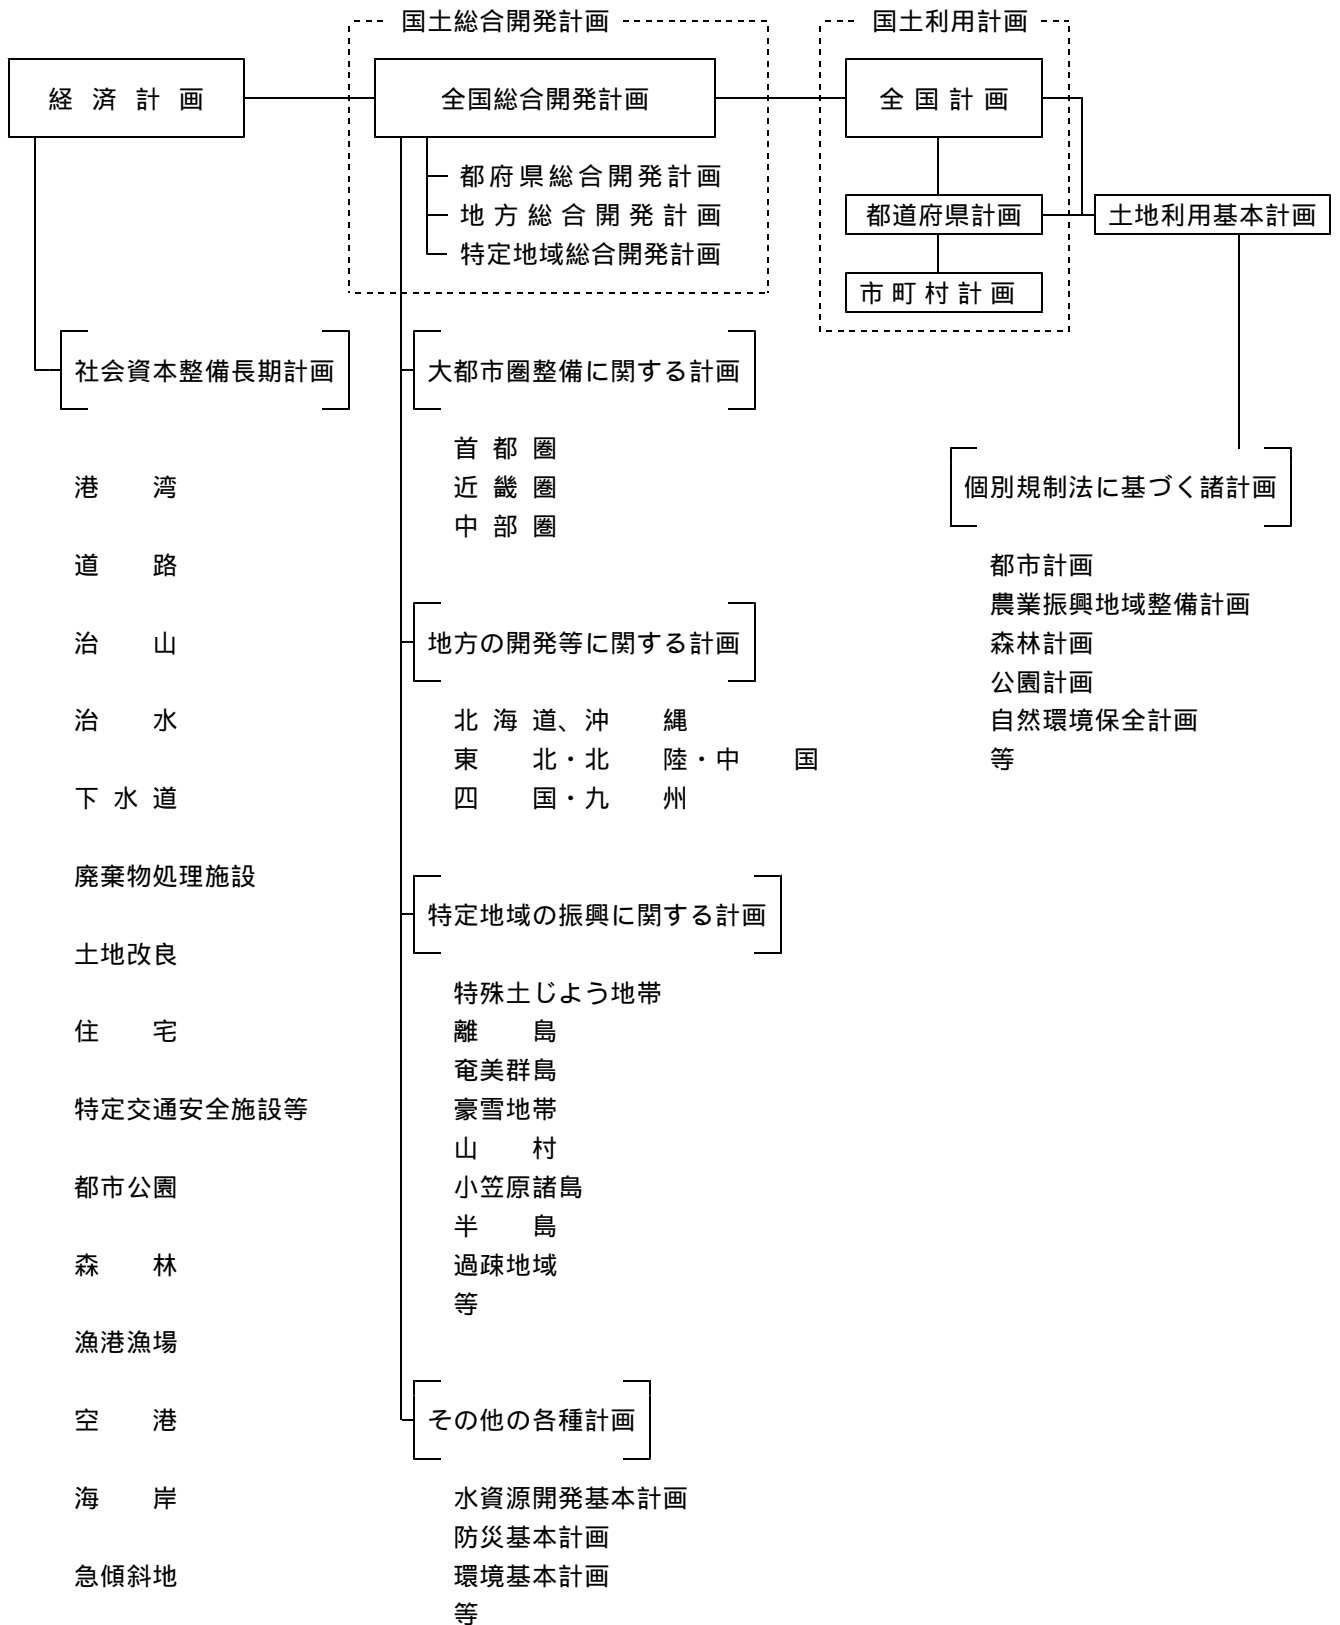 国土総合開発計画
国土利用計画
経済計画
全国総合開発計画
全国計画
都府県総合開発計画
地方総合開発計画
特定地域総合開発計画
都道府県計画
土地利用基本計画
市町村計画
社会資本整備長期計画
港湾
道路
治山
治水
下水道
廃棄物処理施設
土地改良
住宅
特定交通安全施設等
都市公園
森林
漁港漁場
空港
海岸
急傾斜地
大都市圏整備に関する計画
首都圏
近畿圏
中部圏
地方の開発等に関する計画
北海道、沖縄
東北・北陸・中国
四国・九州
特定地域の振興に関する計画
特殊土じよう地帯
離島
奄美群島
豪雪地帯
山村
小笠原諸島
半島
過疎地域
等
その他の各種計画
水資源開発基本計画
防災基本計画
環境基本計画
等
個別規制法に基づく諸計画
都市計画
農業振興地域整備計画
森林計画
公園計画
自然環境保全計画
等